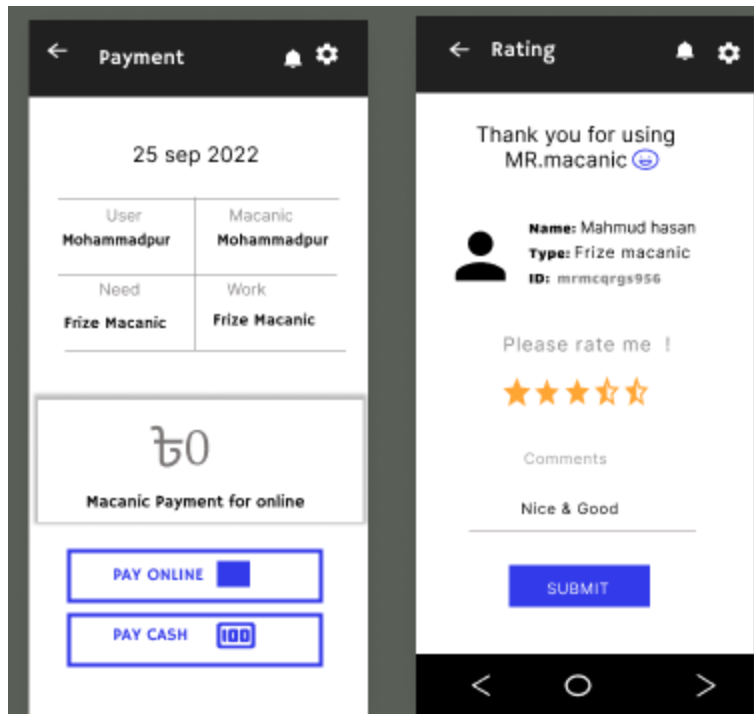 Payment
25 sep 2022
User Macanic
Mohammadpur Mohammadpur
Need Work
Frize Macanic Frize Macanic
৳0
Macanic Payment for online
PAY ONLINE
PAY CASH 100
Rating
Thank you for using
MR.macanic
Name: Mahmud hasan
Type: Frize macanic
ID: mrmcqrgs956
Please rate me !
Comments
Nice & Good
SUBMIT